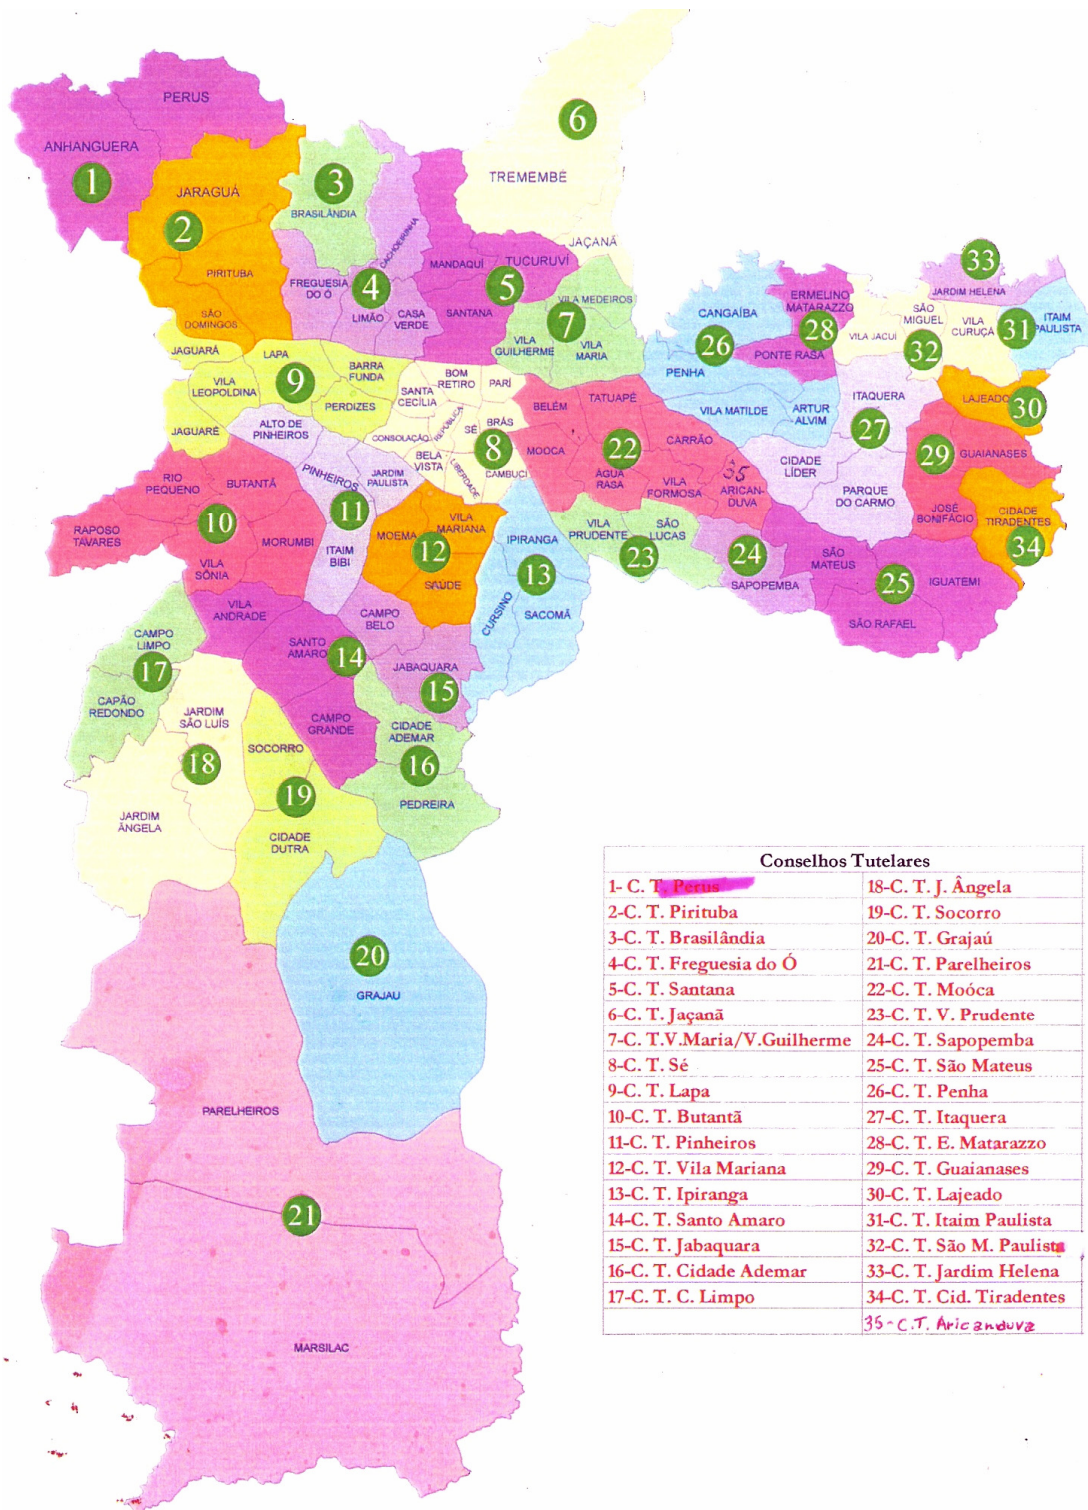 PERUS
ANHANGUERA
1
JARAGUÁ
2
PIRITUBA
SÃO
DOMINGOS
3
BRASILÂNDIA
CACHOEIRINHA
FREGUESIA
DO Ó
4
LIMÃO
CASA
VERDE
MANDAQUÍ
TUCURUVÍ
5
SANTANA
6
TREMEMBÉ
JAÇANÃ
VILA MEDEIROS
7
VILA
GUILHERME
VILA
MARIA
JAGUARÁ
LAPA
VILA
LEOPOLDINA
9
BARRA
FUNDA
PERDIZES
JAGUARÉ
BOM
RETIRO
PARÍ
SANTA
CECÍLIA
REPÚBLICA
SÉ
BRÁS
CONSOLAÇÃO
8
BELA
VISTA
LIBERDADE
CAMBUCI
ALTO DE
PINHEIROS
PINHEIROS
JARDIM
PAULISTA
11
ITAIM
BIBI
RIO
PEQUENO
BUTANTÃ
10
RAPOSO
TAVARES
MORUMBI
VILA
SÔNIA
MOEMA
VILA
MARIANA
12
SAÚDE
IPIRANGA
13
CURSINO
SACOMÃ
BELÉM
TATUAPÉ
MOOCA
22
CARRÃO
ÁGUA
RASA
VILA
FORMOSA
35
ARICAN-
DUVA
VILA
PRUDENTE
SÃO
LUCAS
23
24
SAPOPEMBA
SÃO
MATEUS
25
IGUATEMI
SÃO RAFAEL
CANGAÍBA
26
PENHA
VILA MATILDE
ARTUR
ALVIM
ERMELINO
MATARAZZO
28
PONTE RASA
VILA JACUÍ
SÃO
MIGUEL
32
VILA
CURUÇÁ
33
JARDIM HELENA
31
ITAIM
PAULISTA
ITAQUERA
27
CIDADE
LÍDER
PARQUE
DO CARMO
LAJEADO
30
29
GUAIANASES
JOSÉ
BONIFÁCIO
CIDADE
TIRADENTES
34
VILA
ANDRADE
CAMPO
BELO
SANTO
AMARO
14
JABAQUARA
15
CAMPO
GRANDE
CAMPO
LIMPO
17
CAPÃO
REDONDO
JARDIM
SÃO LUÍS
18
JARDIM
ÂNGELA
SOCORRO
19
CIDADE
DUTRA
CIDADE
ADEMAR
16
PEDREIRA
20
GRAJAU
PARELHEIROS
21
MARSILAC
Conselhos Tutelares
1- C. T. Perus
18-C. T. J. Ângela
2-C. T. Pirituba
19-C. T. Socorro
3-C. T. Brasilândia
20-C. T. Grajaú
4-C. T. Freguesia do Ó
21-C. T. Parelheiros
5-C. T. Santana
22-C. T. Moóca
6-C. T. Jaçanã
23-C. T. V. Prudente
7-C. T.V.Maria/V.Guilherme
24-C. T. Sapopemba
8-C. T. Sé
25-C. T. São Mateus
9-C. T. Lapa
26-C. T. Penha
10-C. T. Butantã
27-C. T. Itaquera
11-C. T. Pinheiros
28-C. T. E. Matarazzo
12-C. T. Vila Mariana
29-C. T. Guaianases
13-C. T. Ipiranga
30-C. T. Lajeado
14-C. T. Santo Amaro
31-C. T. Itaim Paulista
15-C. T. Jabaquara
32-C. T. São M. Paulista
16-C. T. Cidade Ademar
33-C. T. Jardim Helena
17-C. T. C. Limpo
34-C. T. Cid. Tiradentes
35-C.T. Aricanduva